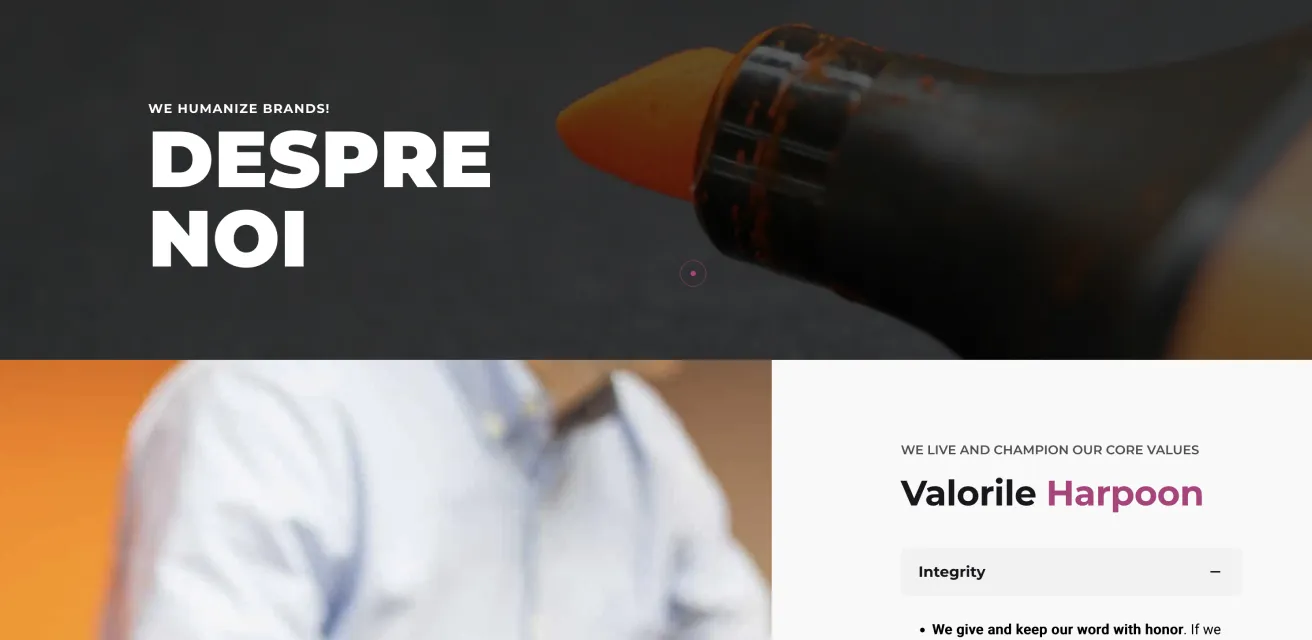 WE HUMANIZE BRANDS!
DESPRE
NOI
WE LIVE AND CHAMPION OUR CORE VALUES
Valorile Harpoon
Integrity
• We give and keep our word with honor. If we